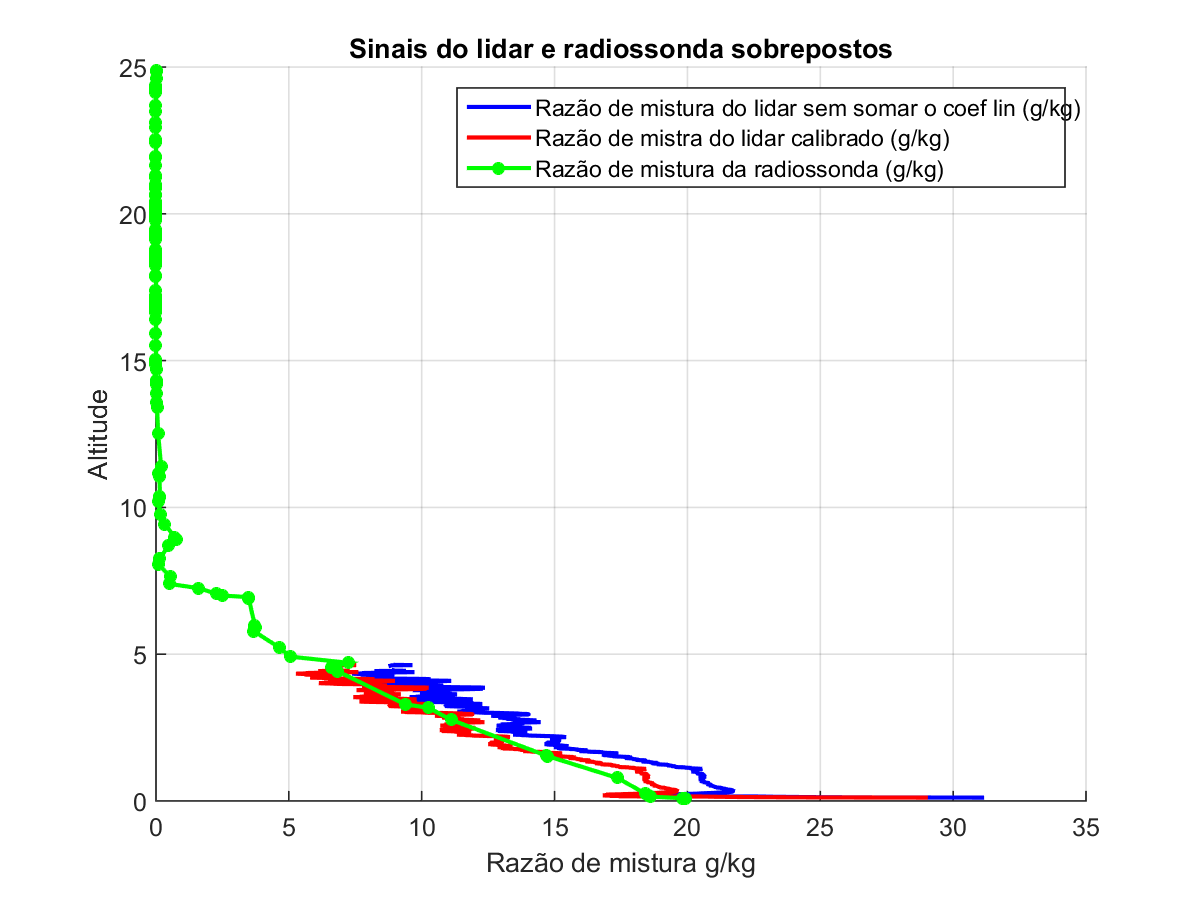 Sinais do lidar e radiossonda sobrepostos
25
Razão de mistura do lidar sem somar o coef lin (g/kg)
Razão de mistra do lidar calibrado (g/kg)
Razão de mistura da radiossonda (g/kg)
20
15
Altitude
10
5
0
0 5 10 15 20 25 30 35
Razão de mistura g/kg